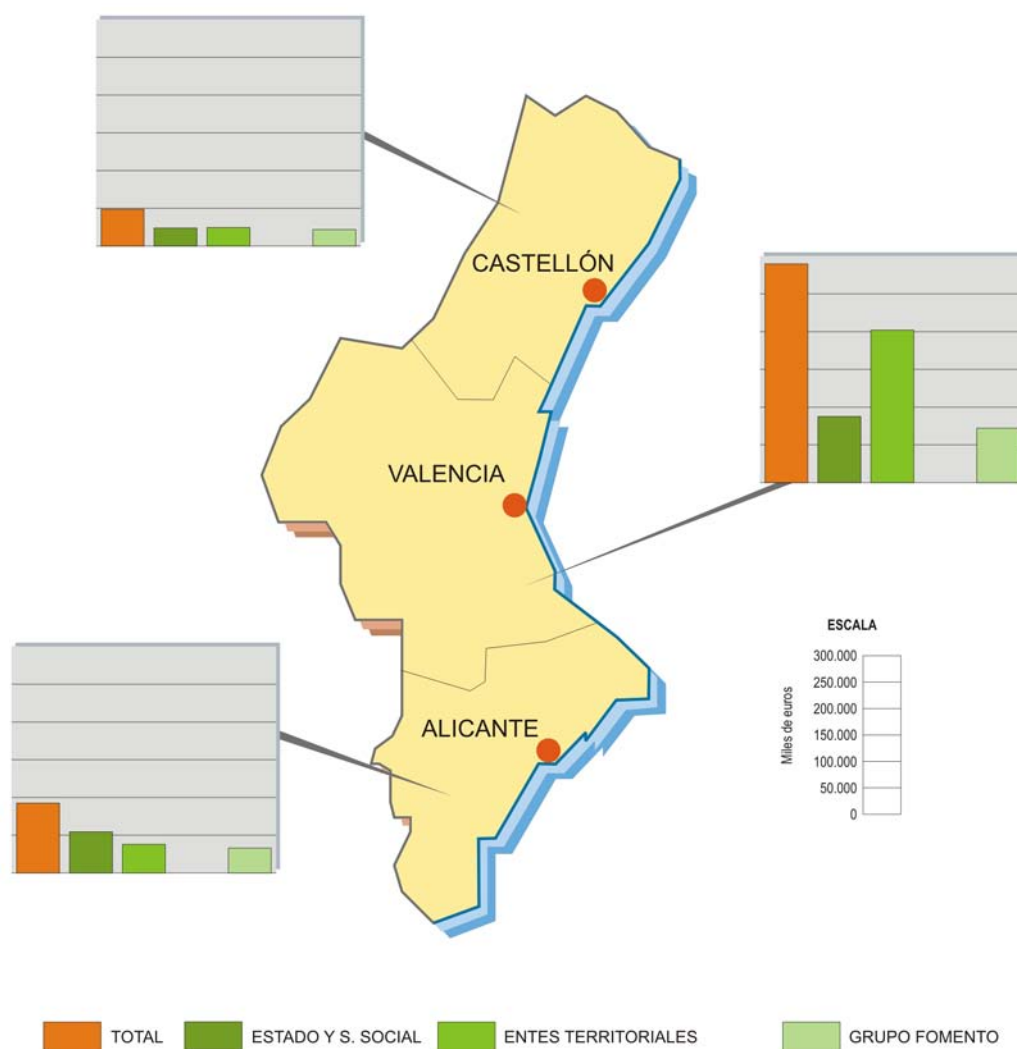 CASTELLÓN
VALENCIA
ALICANTE
ESCALA
Miles de euros
300.000
250.000
200.000
150.000
100.000
50.000
0
TOTAL
ESTADO Y S. SOCIAL
ENTES TERRITORIALES
GRUPO FOMENTO